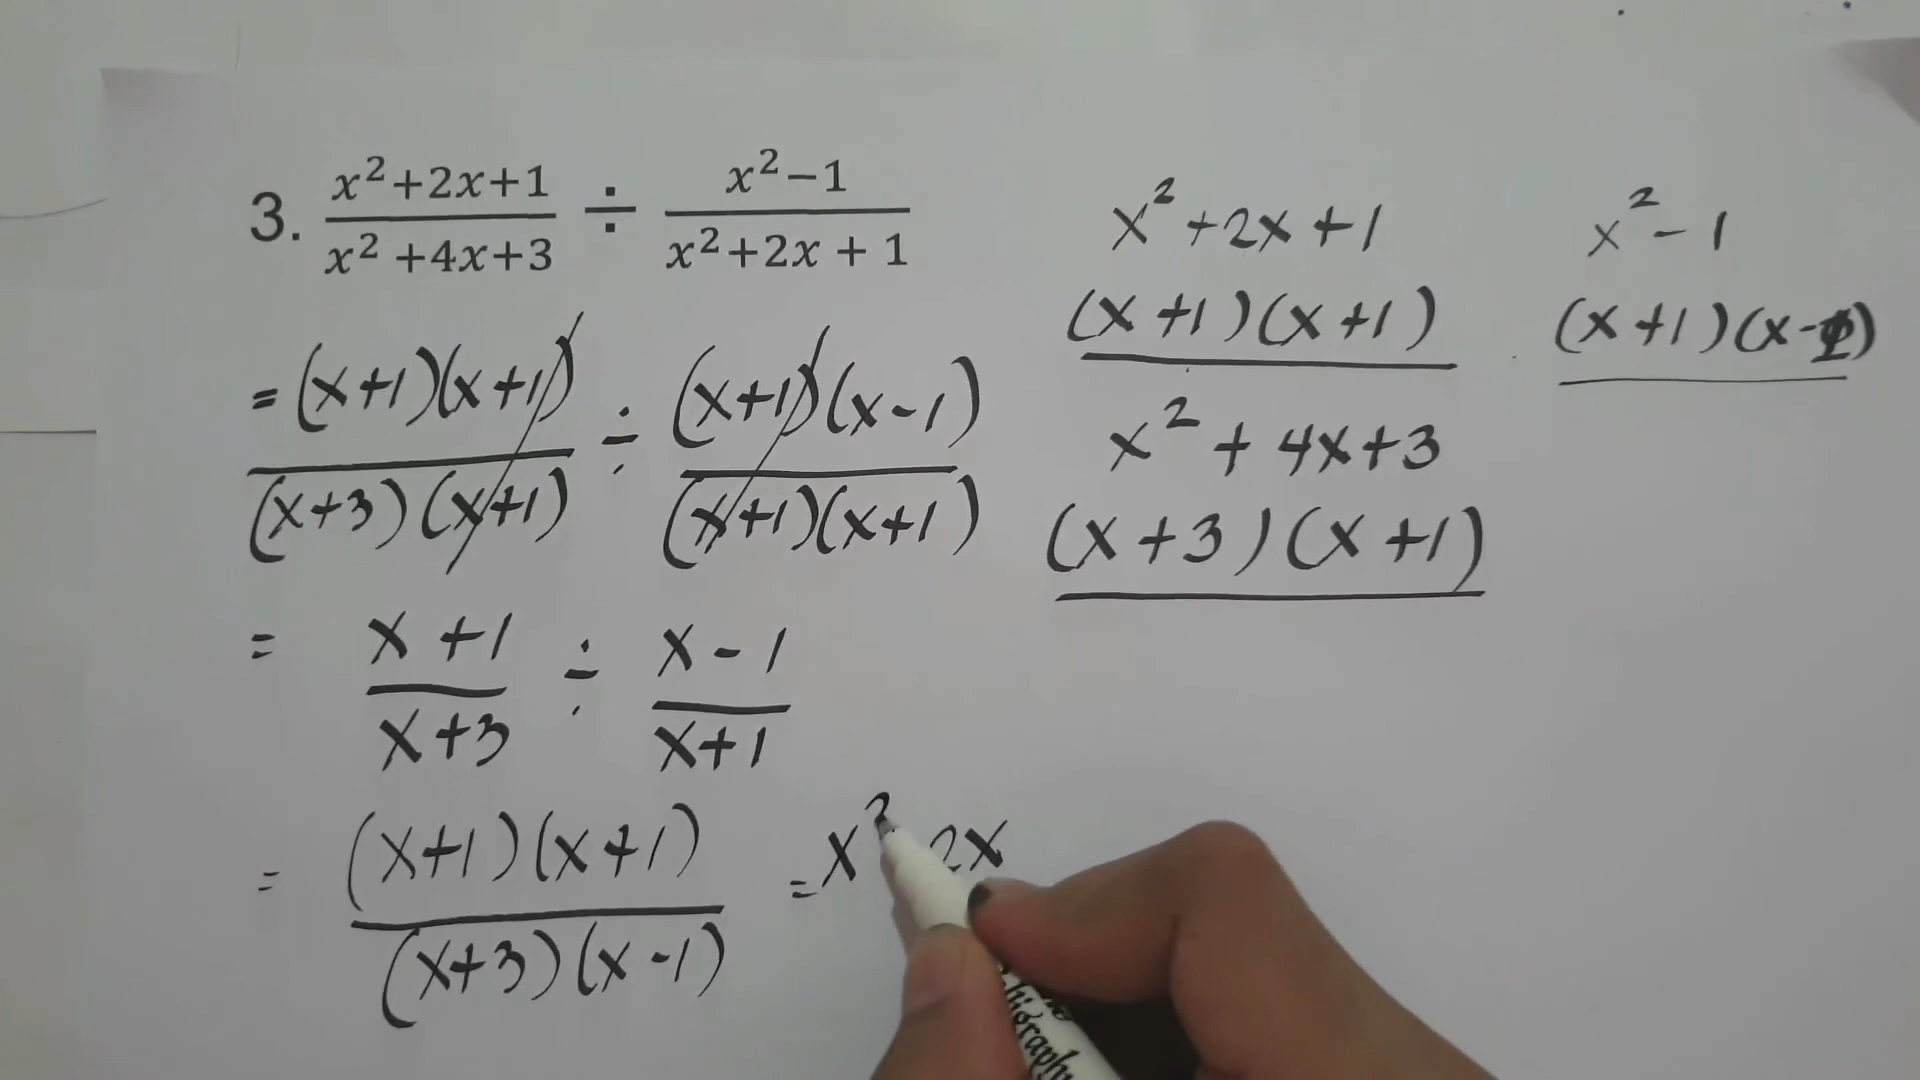 3. x²+2x+1 / x² +4x+3 ÷ x²−1 / x²+2x + 1
= (x+1)(x+1) / (x+3)(x+1) ÷ (x+1)(x-1) / (x+1)(x+1)
= x+1 / x+3 ÷ x-1 / x+1
= (x+1)(x+1) / (x+3)(x-1) = x² 2x
x²+2x+1
(x+1)(x+1)
x²+4x+3
(x+3)(x+1)
x²-1
(x+1)(x-1)